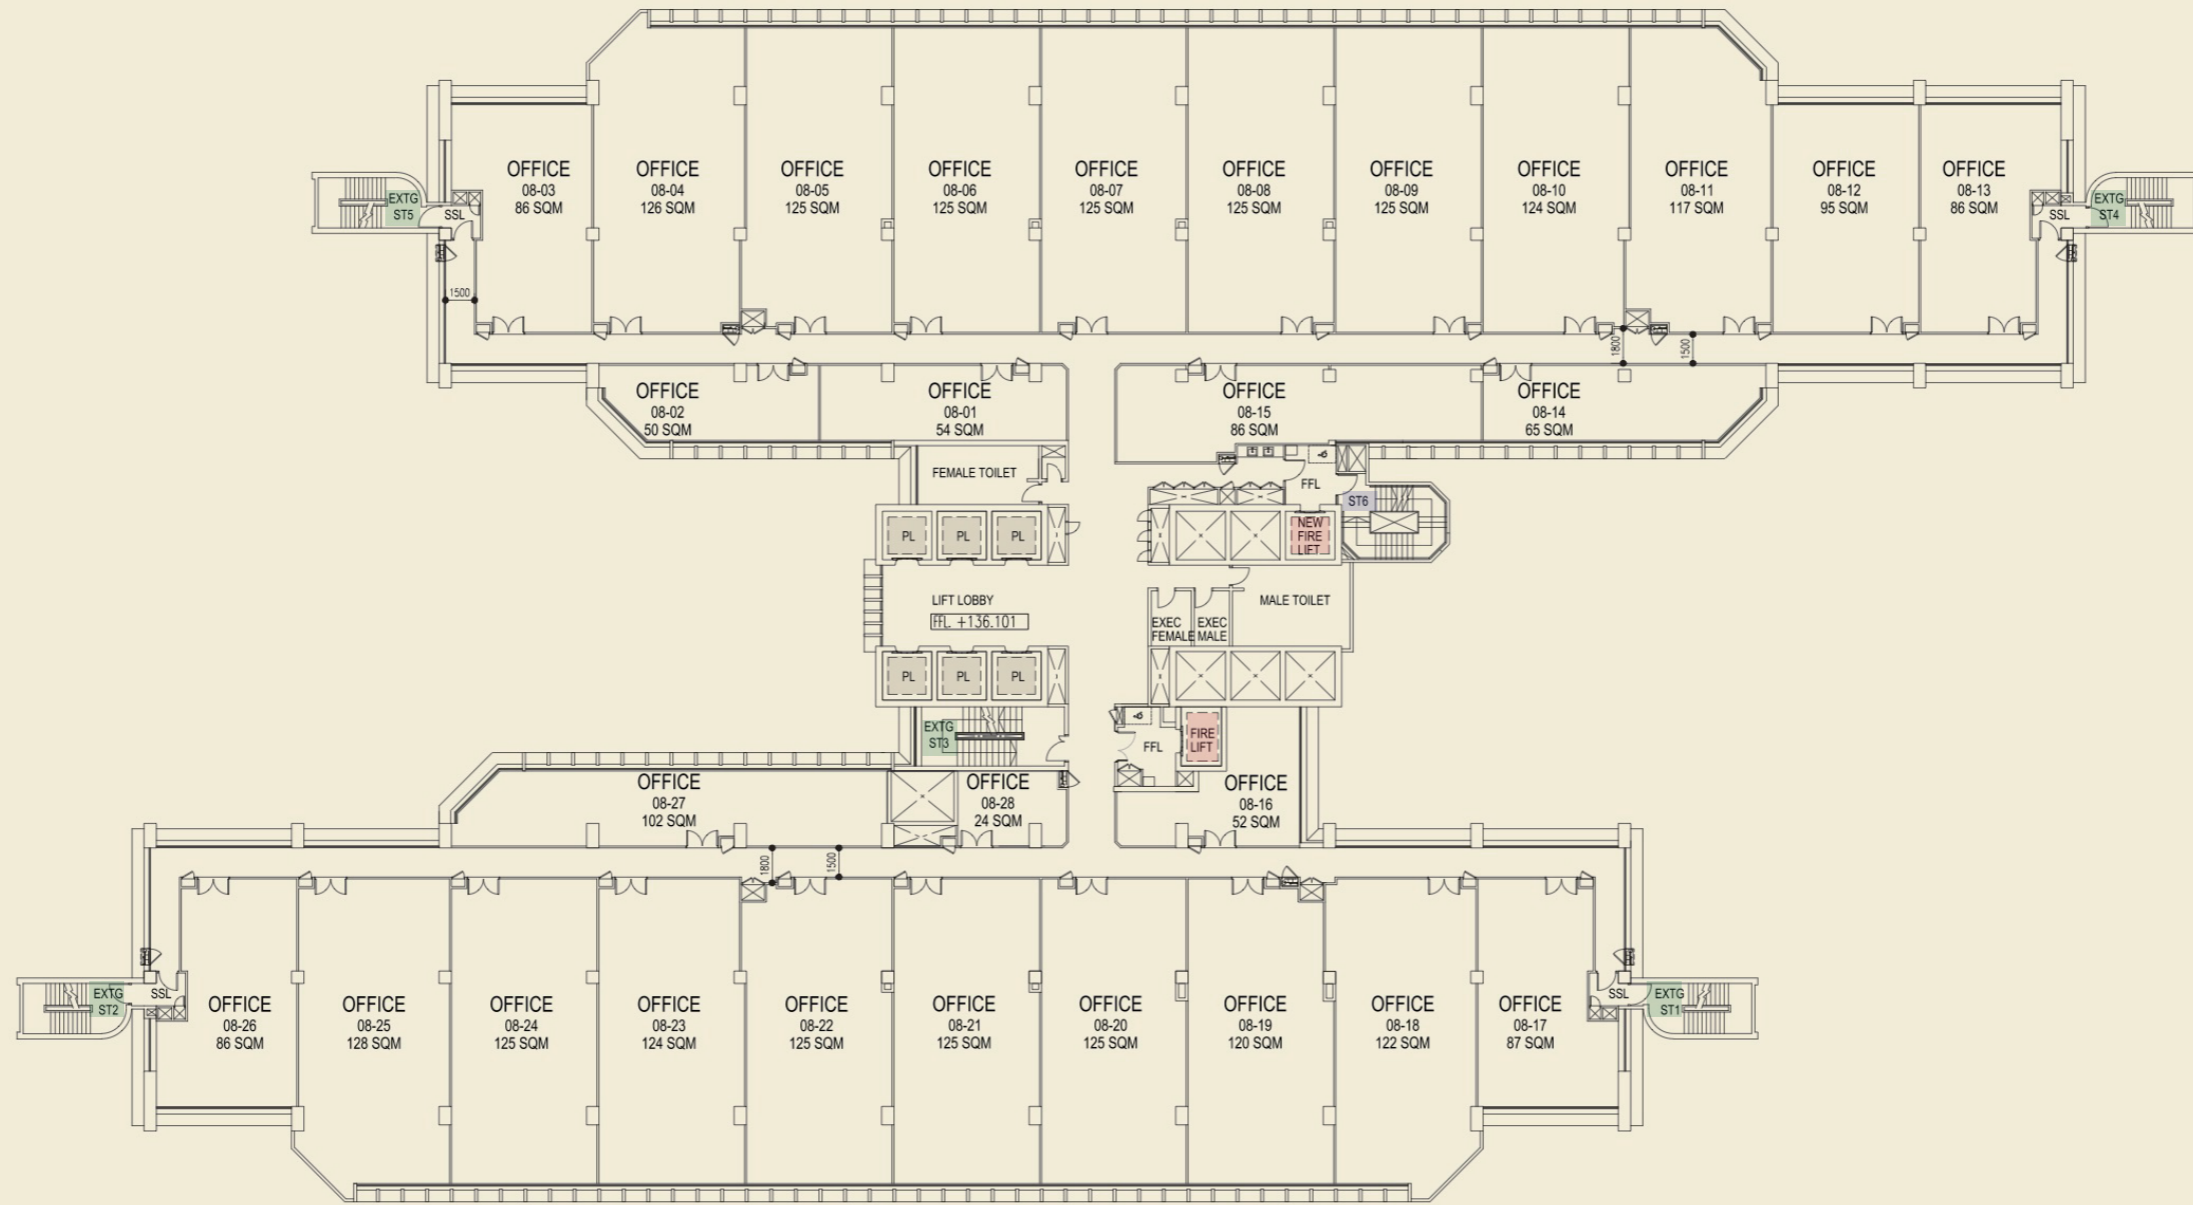 OFFICE
08-03
86 SQM
OFFICE
08-04
126 SQM
OFFICE
08-05
125 SQM
OFFICE
08-06
125 SQM
OFFICE
08-07
125 SQM
OFFICE
08-08
125 SQM
OFFICE
08-09
125 SQM
OFFICE
08-10
124 SQM
OFFICE
08-11
117 SQM
OFFICE
08-12
95 SQM
OFFICE
08-13
86 SQM
EXTG
ST5
SSL
EXTG
ST4
SSL
1500
1800
1500
OFFICE
08-02
50 SQM
OFFICE
08-01
54 SQM
OFFICE
08-15
86 SQM
OFFICE
08-14
65 SQM
FEMALE TOILET
FFL
ST6
PL
PL
PL
NEW
FIRE
LIFT
LIFT LOBBY
FFL +136.101
MALE TOILET
EXEC
FEMALE
EXEC
MALE
PL
PL
PL
EXTG
ST3
FFL
FIRE
LIFT
OFFICE
08-27
102 SQM
OFFICE
08-28
24 SQM
OFFICE
08-16
52 SQM
1800
1500
EXTG
ST2
SSL
SSL
EXTG
ST1
OFFICE
08-26
86 SQM
OFFICE
08-25
128 SQM
OFFICE
08-24
125 SQM
OFFICE
08-23
124 SQM
OFFICE
08-22
125 SQM
OFFICE
08-21
125 SQM
OFFICE
08-20
125 SQM
OFFICE
08-19
120 SQM
OFFICE
08-18
122 SQM
OFFICE
08-17
87 SQM